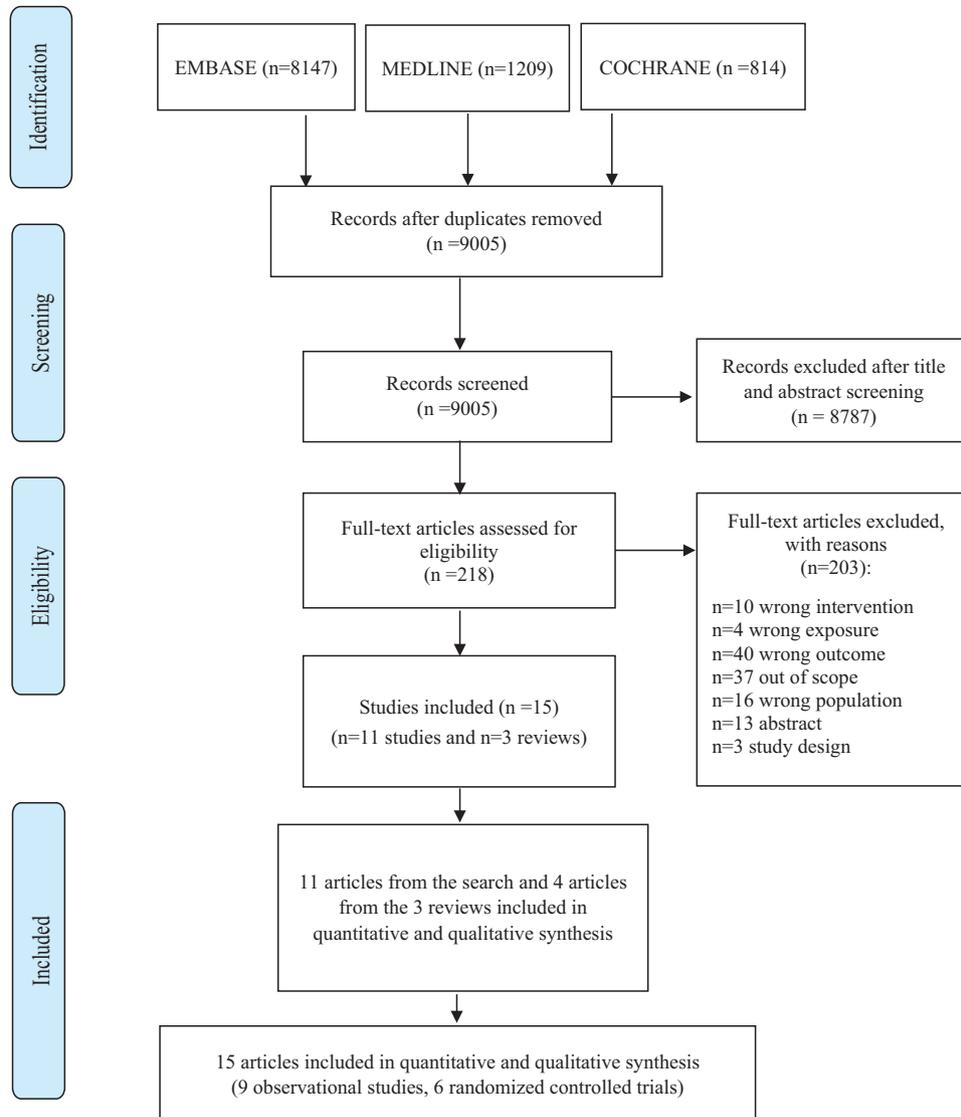 Identification
EMBASE (n=8147)
MEDLINE (n=1209)
COCHRANE (n =814)
Records after duplicates removed
(n =9005)
Screening
Records screened
(n =9005)
Records excluded after title
and abstract screening
(n = 8787)
Eligibility
Full-text articles assessed for
eligibility
(n =218)
Full-text articles excluded,
with reasons
(n=203):
n=10 wrong intervention
n=4 wrong exposure
n=40 wrong outcome
n=37 out of scope
n=16 wrong population
n=13 abstract
n=3 study design
Studies included (n =15)
(n=11 studies and n=3 reviews)
Included
11 articles from the search and 4 articles
from the 3 reviews included in
quantitative and qualitative synthesis
15 articles included in quantitative and qualitative synthesis
(9 observational studies, 6 randomized controlled trials)